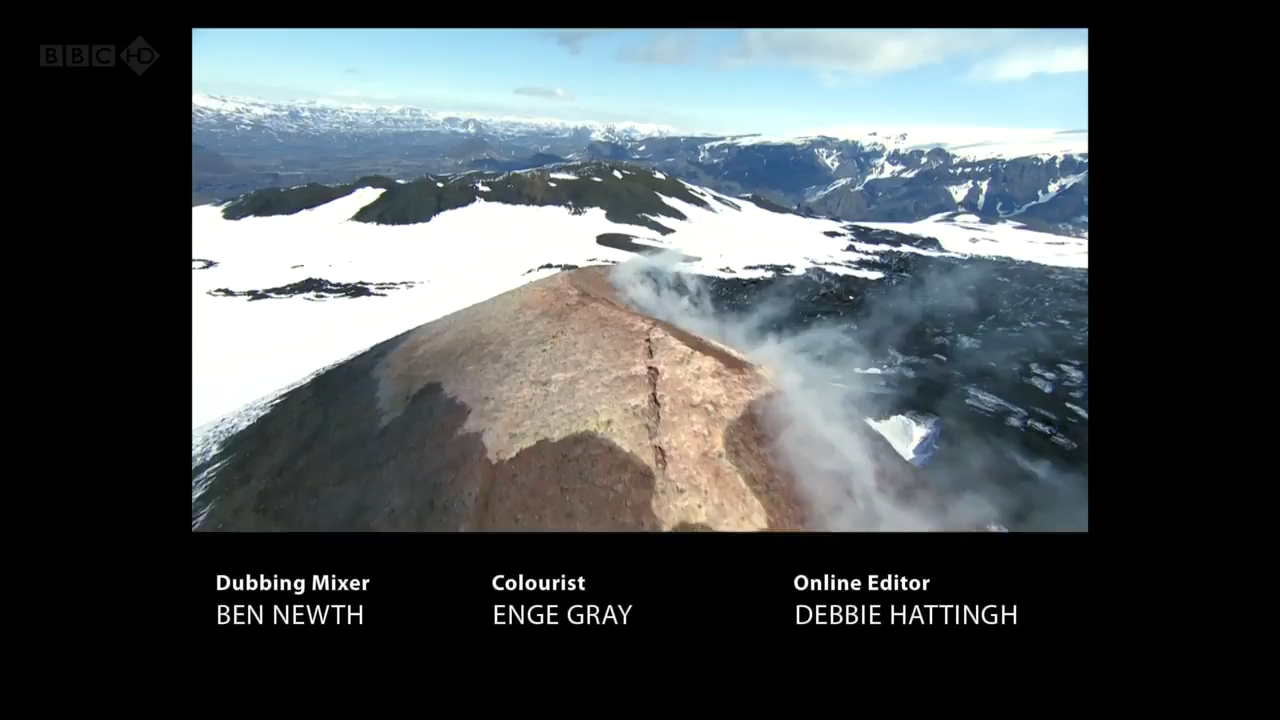 BBC HD
Dubbing Mixer
BEN NEWTH
Colourist
ENGE GRAY
Online Editor
DEBBIE HATTINGH